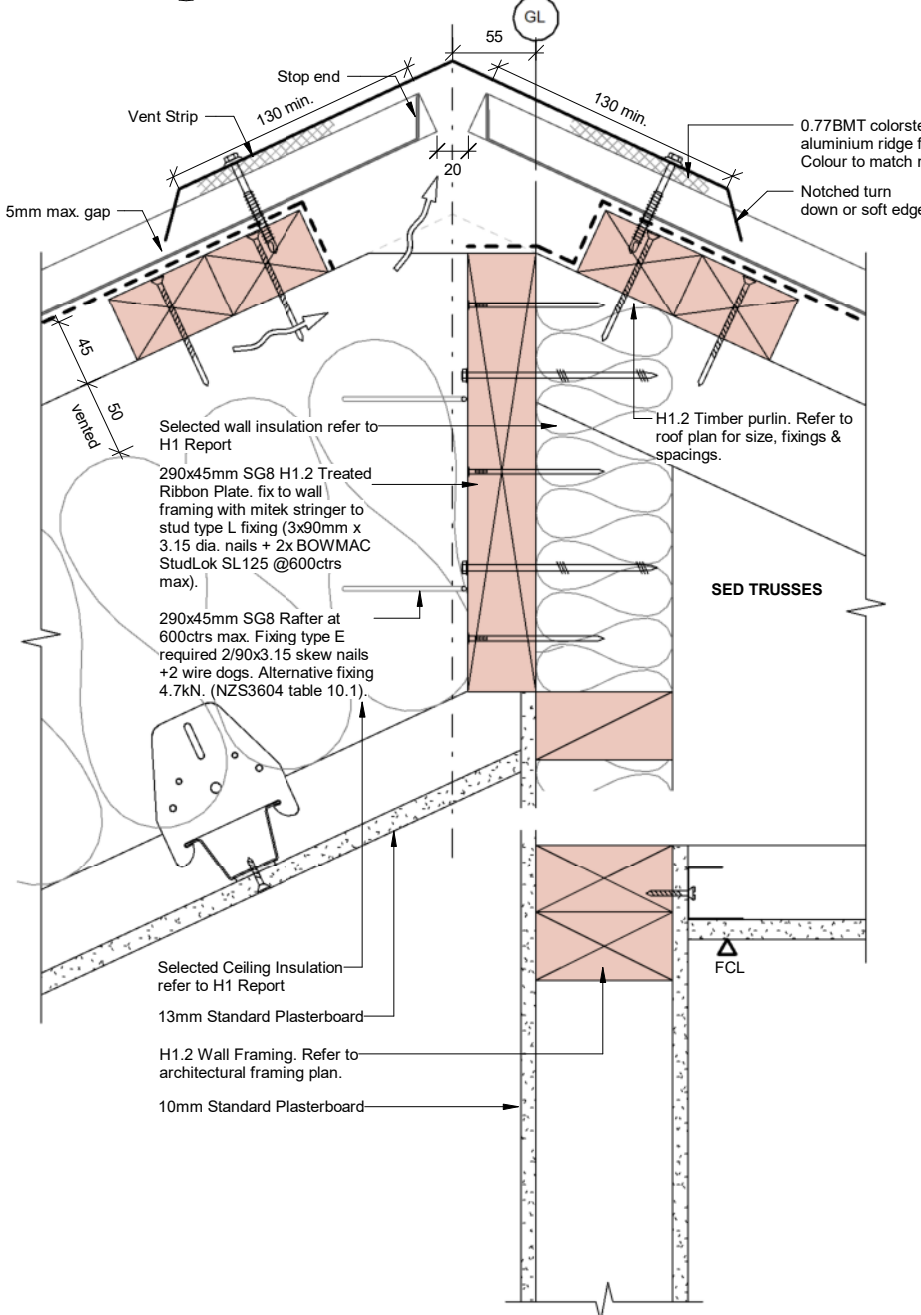 GL
55
Stop end
130 min.
130 min.
Vent Strip
0.77BMT colorste
aluminium ridge f
Colour to match r
20
Notched turn
down or soft edge
5mm max. gap
45
50
vented
Selected wall insulation refer to
H1 Report
H1.2 Timber purlin. Refer to
roof plan for size, fixings &
spacings.
290x45mm SG8 H1.2 Treated
Ribbon Plate. fix to wall
framing with mitek stringer to
stud type L fixing (3x90mm x
3.15 dia. nails + 2x BOWMAC
StudLok SL125 @600ctrs
max).
SED TRUSSES
290x45mm SG8 Rafter at
600ctrs max. Fixing type E
required 2/90x3.15 skew nails
+2 wire dogs. Alternative fixing
4.7kN. (NZS3604 table 10.1).
Selected Ceiling Insulation
refer to H1 Report
FCL
13mm Standard Plasterboard
H1.2 Wall Framing. Refer to
architectural framing plan.
10mm Standard Plasterboard